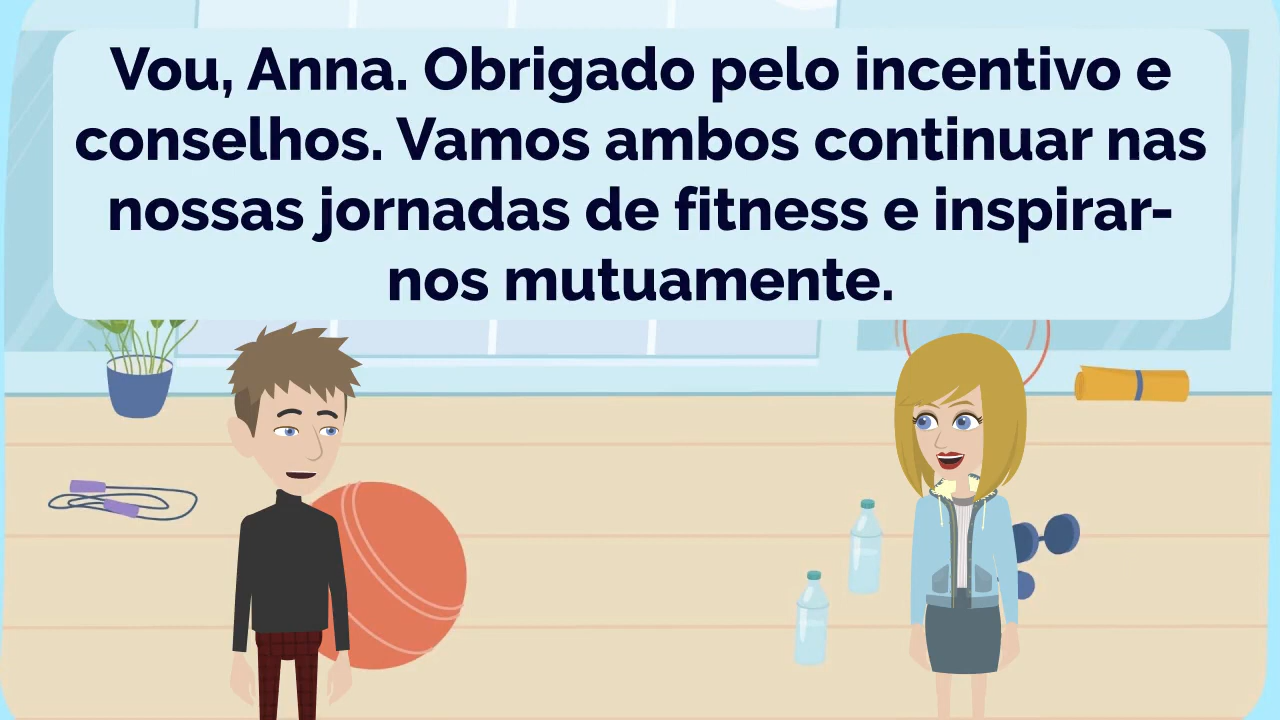 Vou, Anna. Obrigado pelo incentivo e
conselhos. Vamos ambos continuar nas
nossas jornadas de fitness e inspirar-
nos mutuamente.